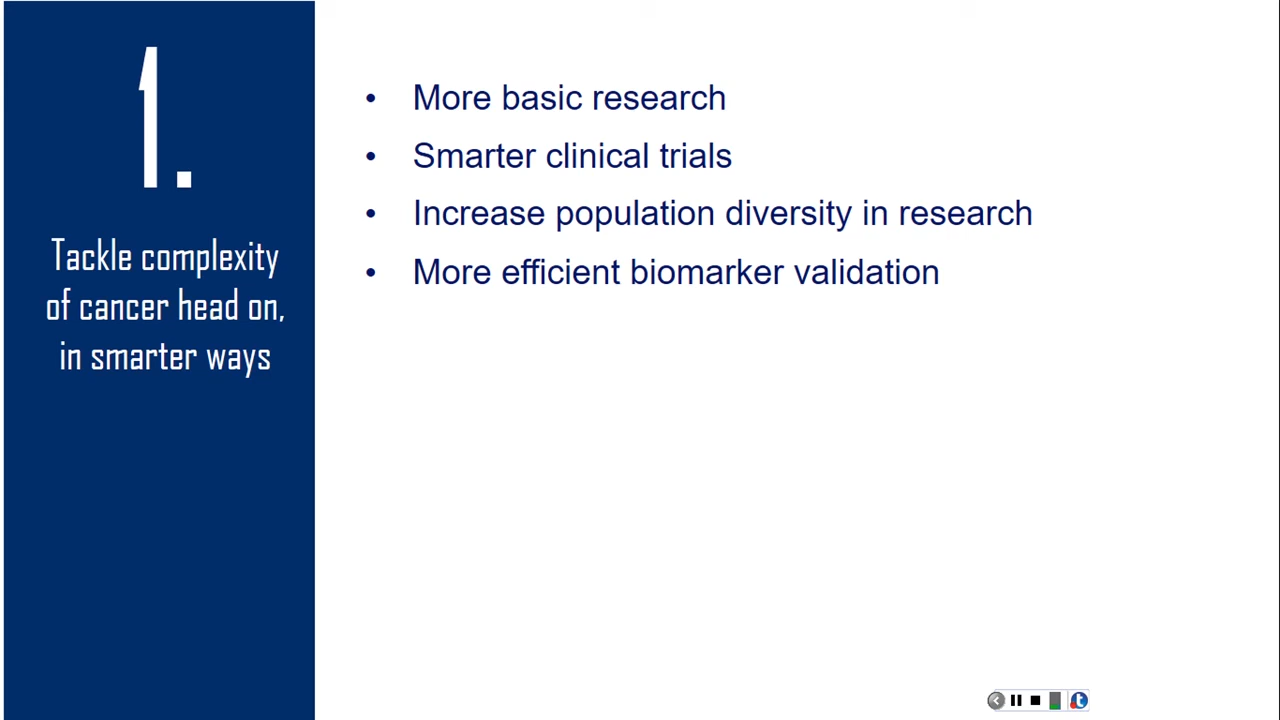 1.
Tackle complexity
of cancer head on,
in smarter ways
• More basic research
• Smarter clinical trials
• Increase population diversity in research
• More efficient biomarker validation
t